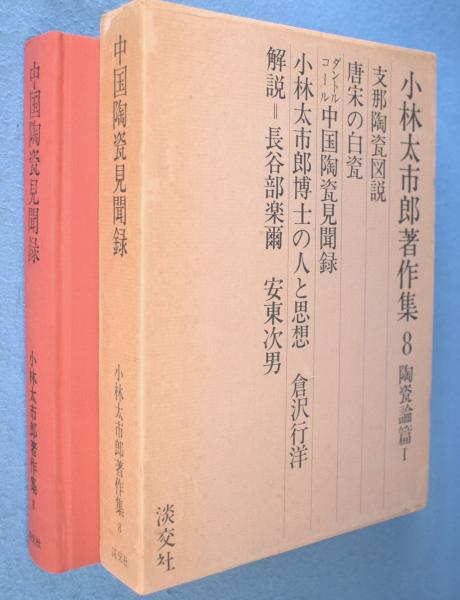 小林太市郎著作集 8 陶瓷論篇 I
支那陶瓷図説
唐宋の白瓷
ダントルコール 中国陶瓷見聞録
小林太市郎博士の人と思想 倉沢行洋
解説=長谷部楽爾 安東次男
淡交社
中国陶瓷見聞録
小林太市郎著作集 8
淡交社
中国陶瓷見聞録
小林太市郎著作集 8
淡交社